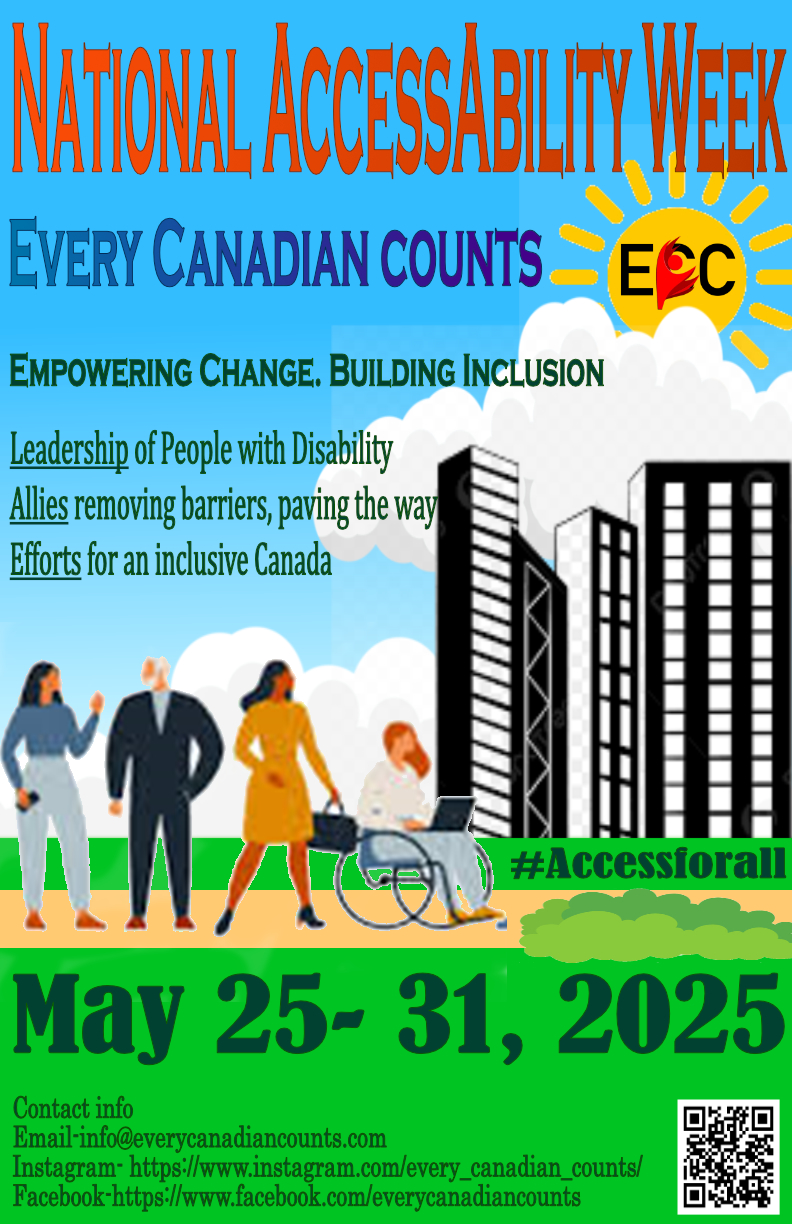 NATIONAL ACCESSABILITY WEEK
EVERY CANADIAN COUNTS
ECC
EMPOWERING CHANGE. BUILDING INCLUSION
Leadership of People with Disability
Allies removing barriers, paving the way
Efforts for an inclusive Canada
#Accessforall
May 25- 31, 2025
Contact info
Email-info@everycanadiancounts.com
Instagram- https://www.instagram.com/every_canadian_counts/
Facebook-https://www.facebook.com/everycanadiancounts